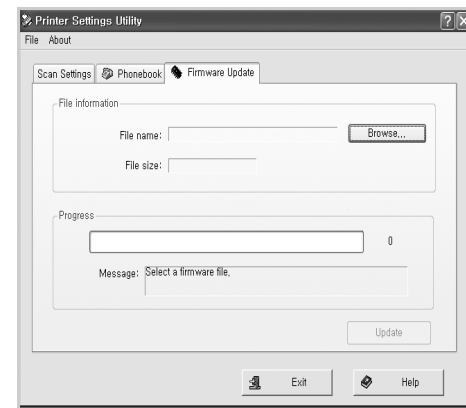 Printer Settings Utility
File About
Scan Settings Phonebook Firmware Update
File information
File name: Browse...
File size:
Progress
0
Message: Select a firmware file.
Update
Exit Help